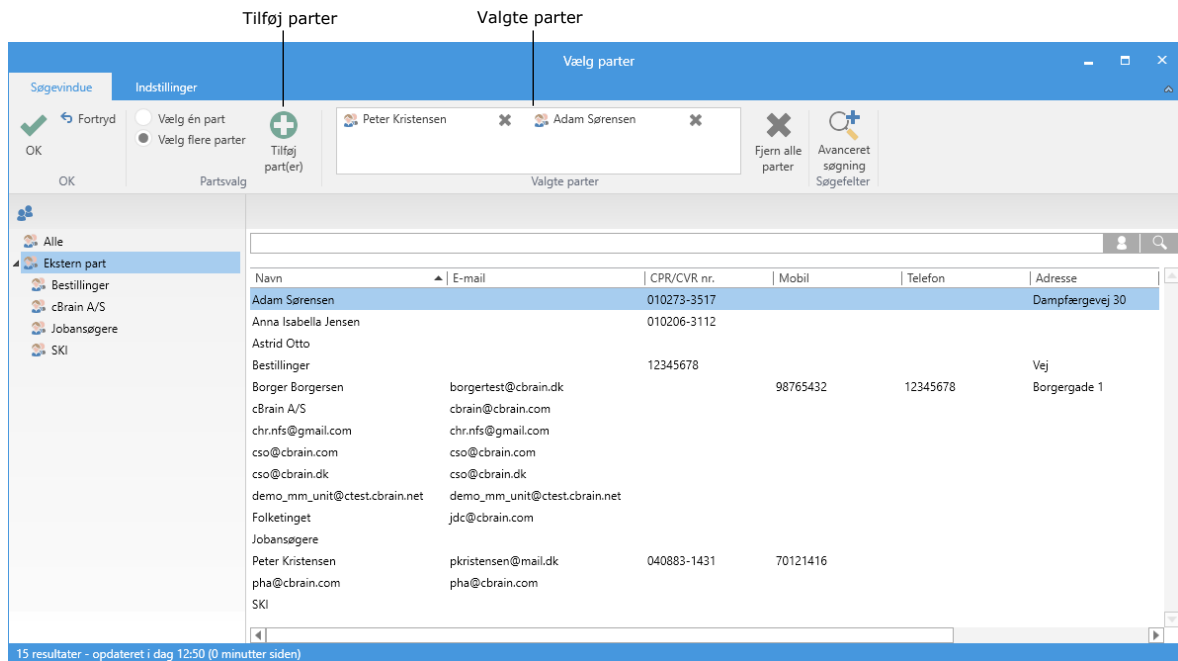 Tilføj parter Valgte parter
Vælg parter
Søgevindue Indstillinger
OK Fortryd
Vælg én part
Vælg flere parter
Tilføj
part(er)
Peter Kristensen Adam Sørensen
Fjern alle
parter
Avanceret
søgning
OK Partsvalg Valgte parter Søgefelter
Alle
Ekstern part
Bestillinger
cBrain A/S
Jobansøgere
SKI
Navn E-mail CPR/CVR nr. Mobil Telefon Adresse
Adam Sørensen 010273-3517 Dampfærgevej 30
Anna Isabella Jensen 010206-3112
Astrid Otto
Bestillinger 12345678 Vej
Borger Borgersen borgertest@cbrain.dk 98765432 12345678 Borgergade 1
cBrain A/S cbrain@cbrain.com
chr.nfs@gmail.com chr.nfs@gmail.com
cso@cbrain.com cso@cbrain.com
cso@cbrain.dk cso@cbrain.dk
demo_mm_unit@ctest.cbrain.net demo_mm_unit@ctest.cbrain.net
Folketinget jdc@cbrain.com
Jobansøgere
Peter Kristensen pkristensen@mail.dk 040883-1431 70121416
pha@cbrain.com pha@cbrain.com
SKI
15 resultater - opdateret i dag 12:50 (0 minutter siden)